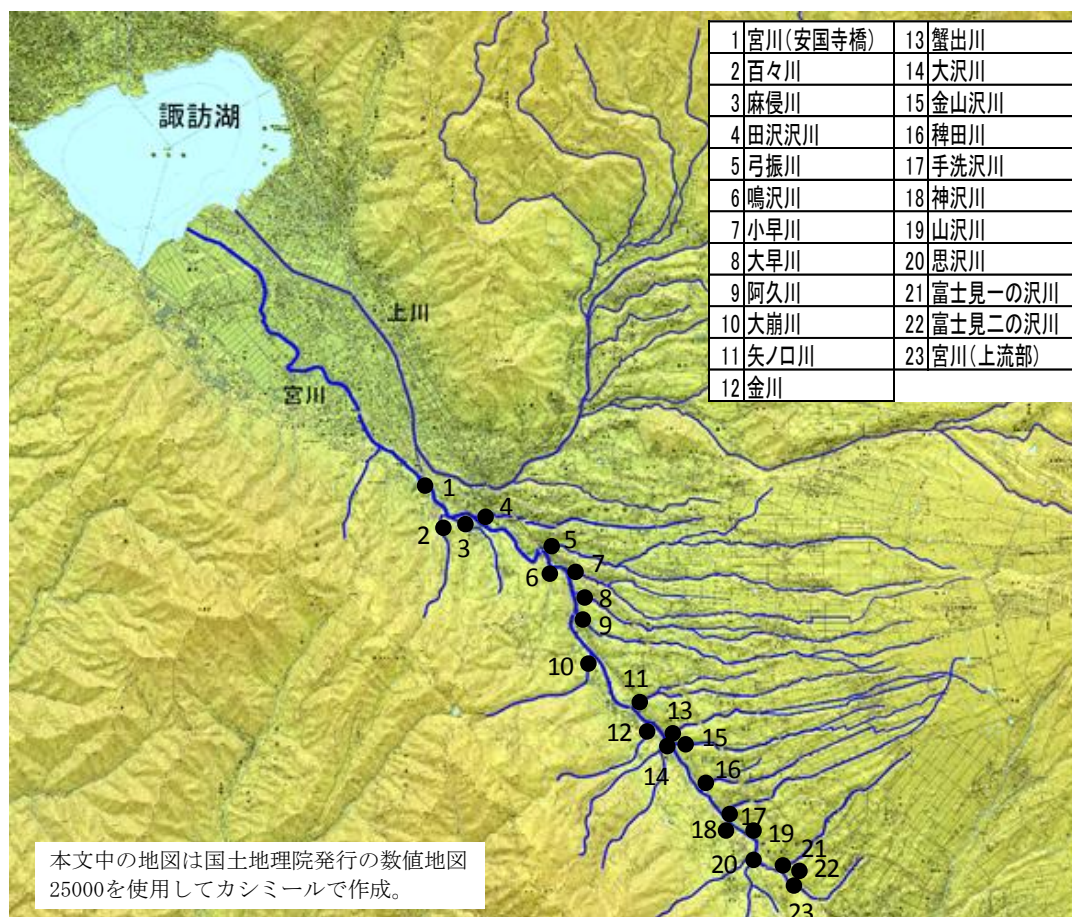 諏訪湖
上川
宮川
1 宮川(安国寺橋) 13 蟹出川
2 百々川 14 大沢川
3 麻侵川 15 金山沢川
4 田沢沢川 16 稗田川
5 弓振川 17 手洗沢川
6 鳴沢川 18 神沢川
7 小早川 19 山沢川
8 大早川 20 思沢川
9 阿久川 21 富士見一の沢川
10 大崩川 22 富士見二の沢川
11 矢ノ口川 23 宮川(上流部)
12 金川
1
2
3
4
5
6
7
8
9
10
11
12
13
14
15
16
17
18
19
20
21
22
23
本文中の地図は国土地理院発行の数値地図
25000を使用してカシミールで作成。